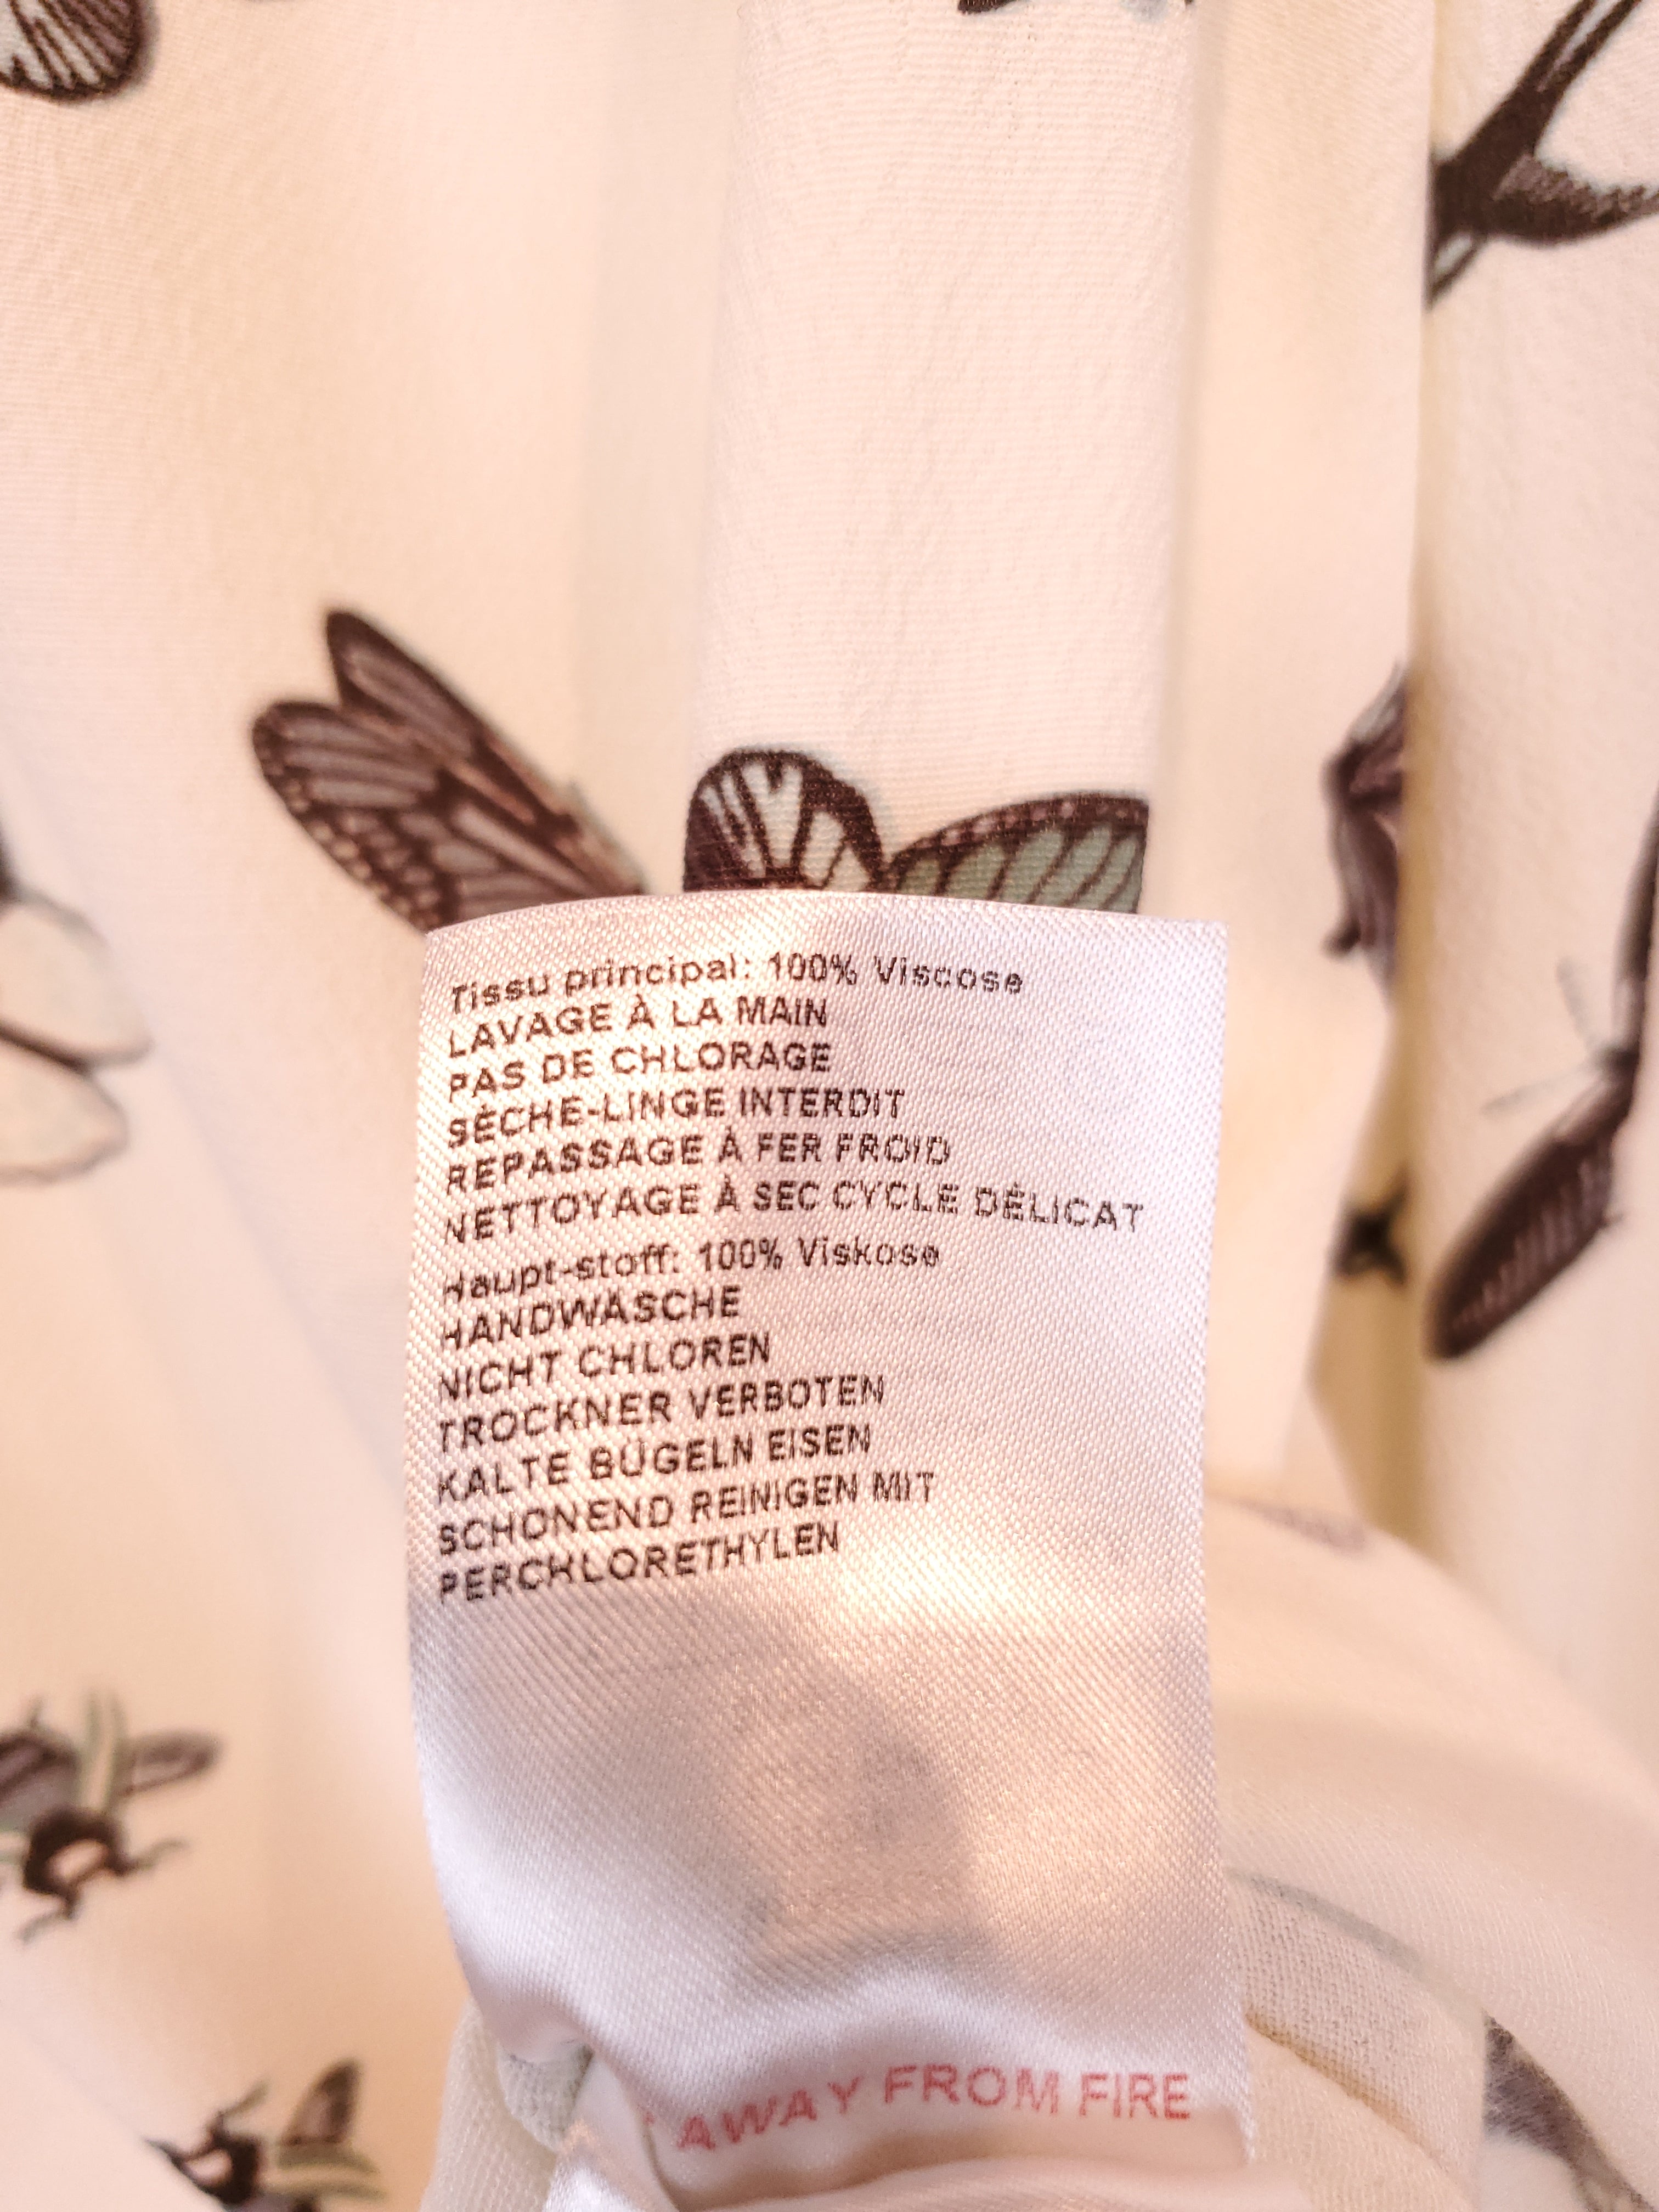 Tissu principal: 100% Viscose
LAVAGE À LA MAIN
PAS DE CHLORAGE
SÈCHE-LINGE INTERDIT
REPASSAGE À FER FROID
NETTOYAGE À SEC CYCLE DÉLICAT
Haupt-stoff: 100% Viskose
HANDWÄSCHE
NICHT CHLOREN
TROCKNER VERBOTEN
KALTE BÜGELN EISEN
SCHONEND REINIGEN MIT
PERCHLORETHYLEN
AWAY FROM FIRE